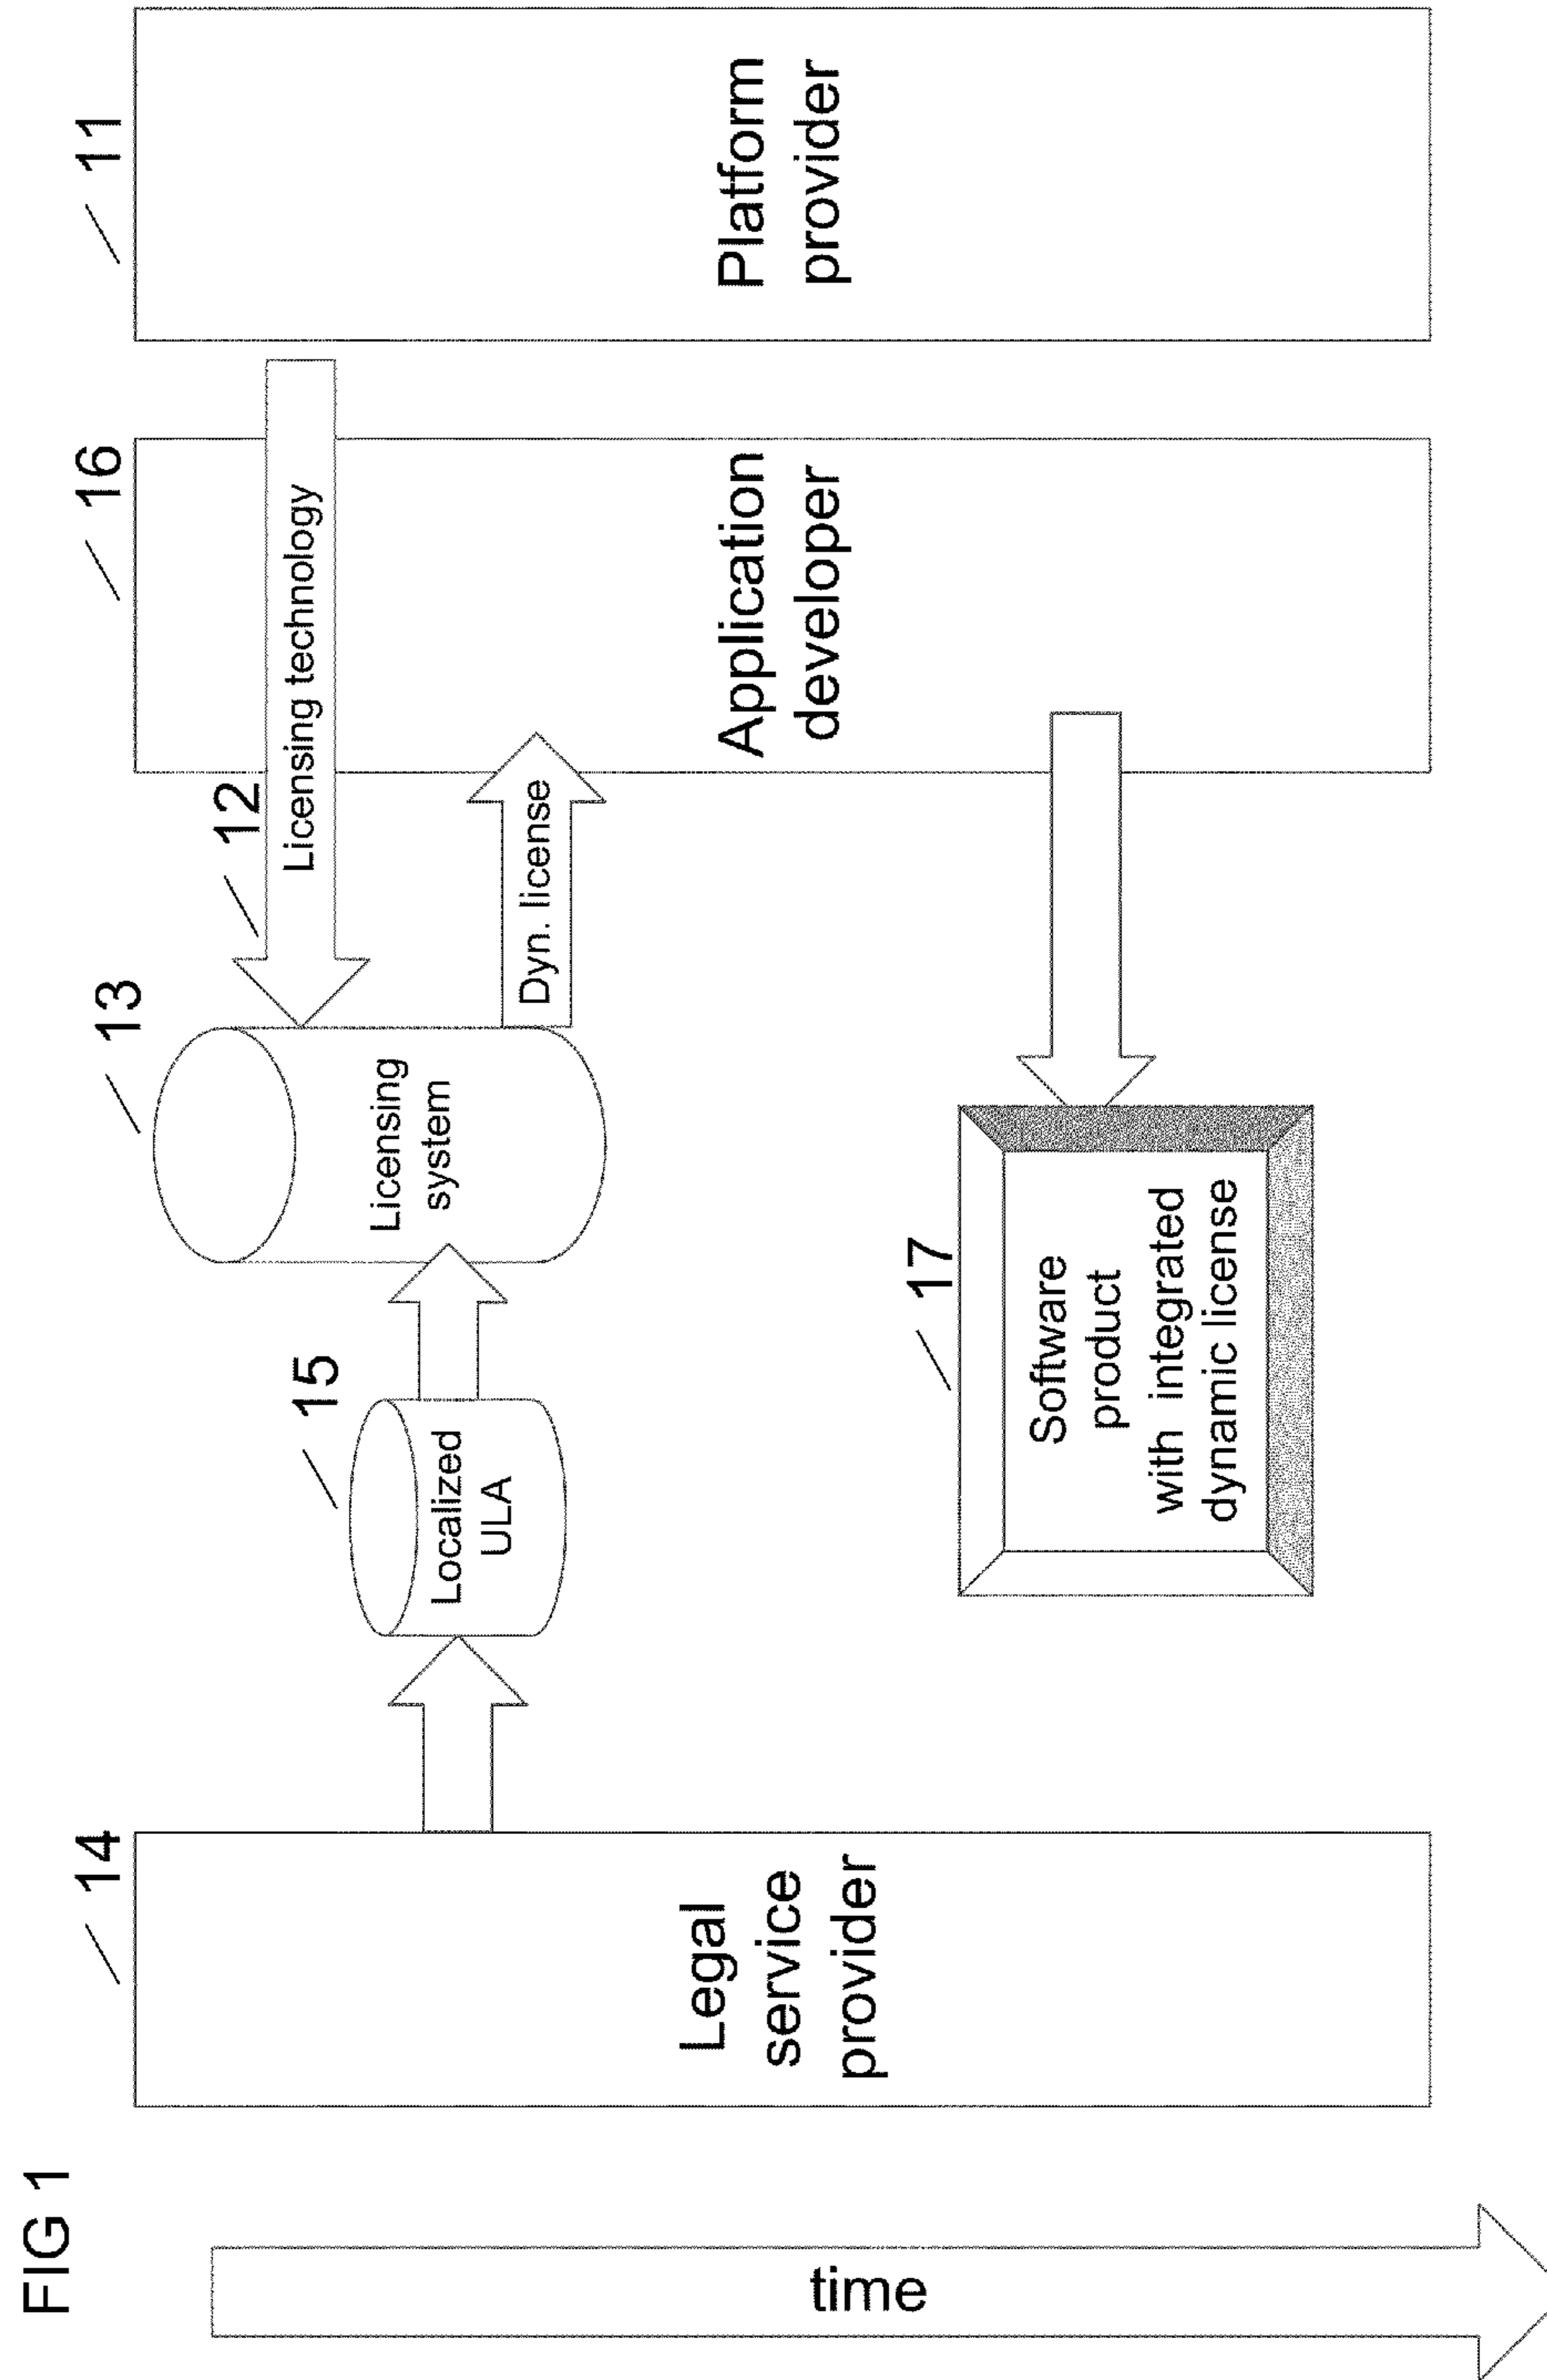 FIG 1
time
14
Legal
service
provider
15
Localized
ULA
13
Licensing
system
12
Licensing technology
Dyn. license
16
Application
developer
11
Platform
provider
17
Software
product
with integrated
dynamic license